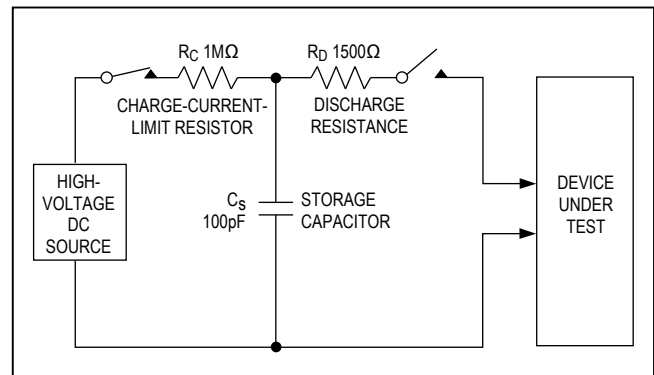 RC 1MΩ
CHARGE-CURRENT-
LIMIT RESISTOR
RD 1500Ω
DISCHARGE
RESISTANCE
HIGH-
VOLTAGE
DC
SOURCE
CS
100pF
STORAGE
CAPACITOR
DEVICE
UNDER
TEST